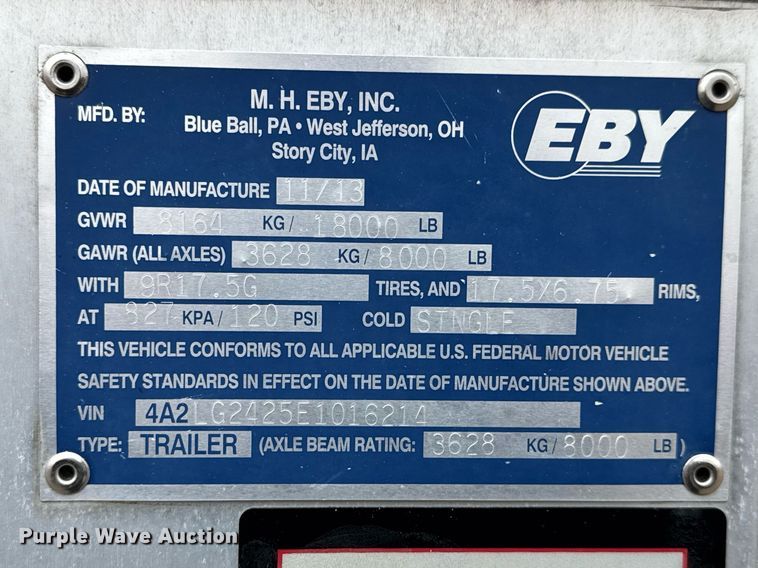 MFD. BY:
M. H. EBY, INC.
Blue Ball, PA • West Jefferson, OH
Story City, IA
EBY
DATE OF MANUFACTURE 11/13
GVWR 8164 KG/ 18000 LB
GAWR (ALL AXLES) 3628 KG/ 8000 LB
WITH 9R17.5G TIRES, AND 17.5X6.75 RIMS,
AT 827 KPA/ 120 PSI COLD SINGLE
THIS VEHICLE CONFORMS TO ALL APPLICABLE U.S. FEDERAL MOTOR VEHICLE
SAFETY STANDARDS IN EFFECT ON THE DATE OF MANUFACTURE SHOWN ABOVE.
VIN 4A2LG2425E1016214
TYPE: TRAILER (AXLE BEAM RATING: 3628 KG/ 8000 LB )
Purple Wave Auction